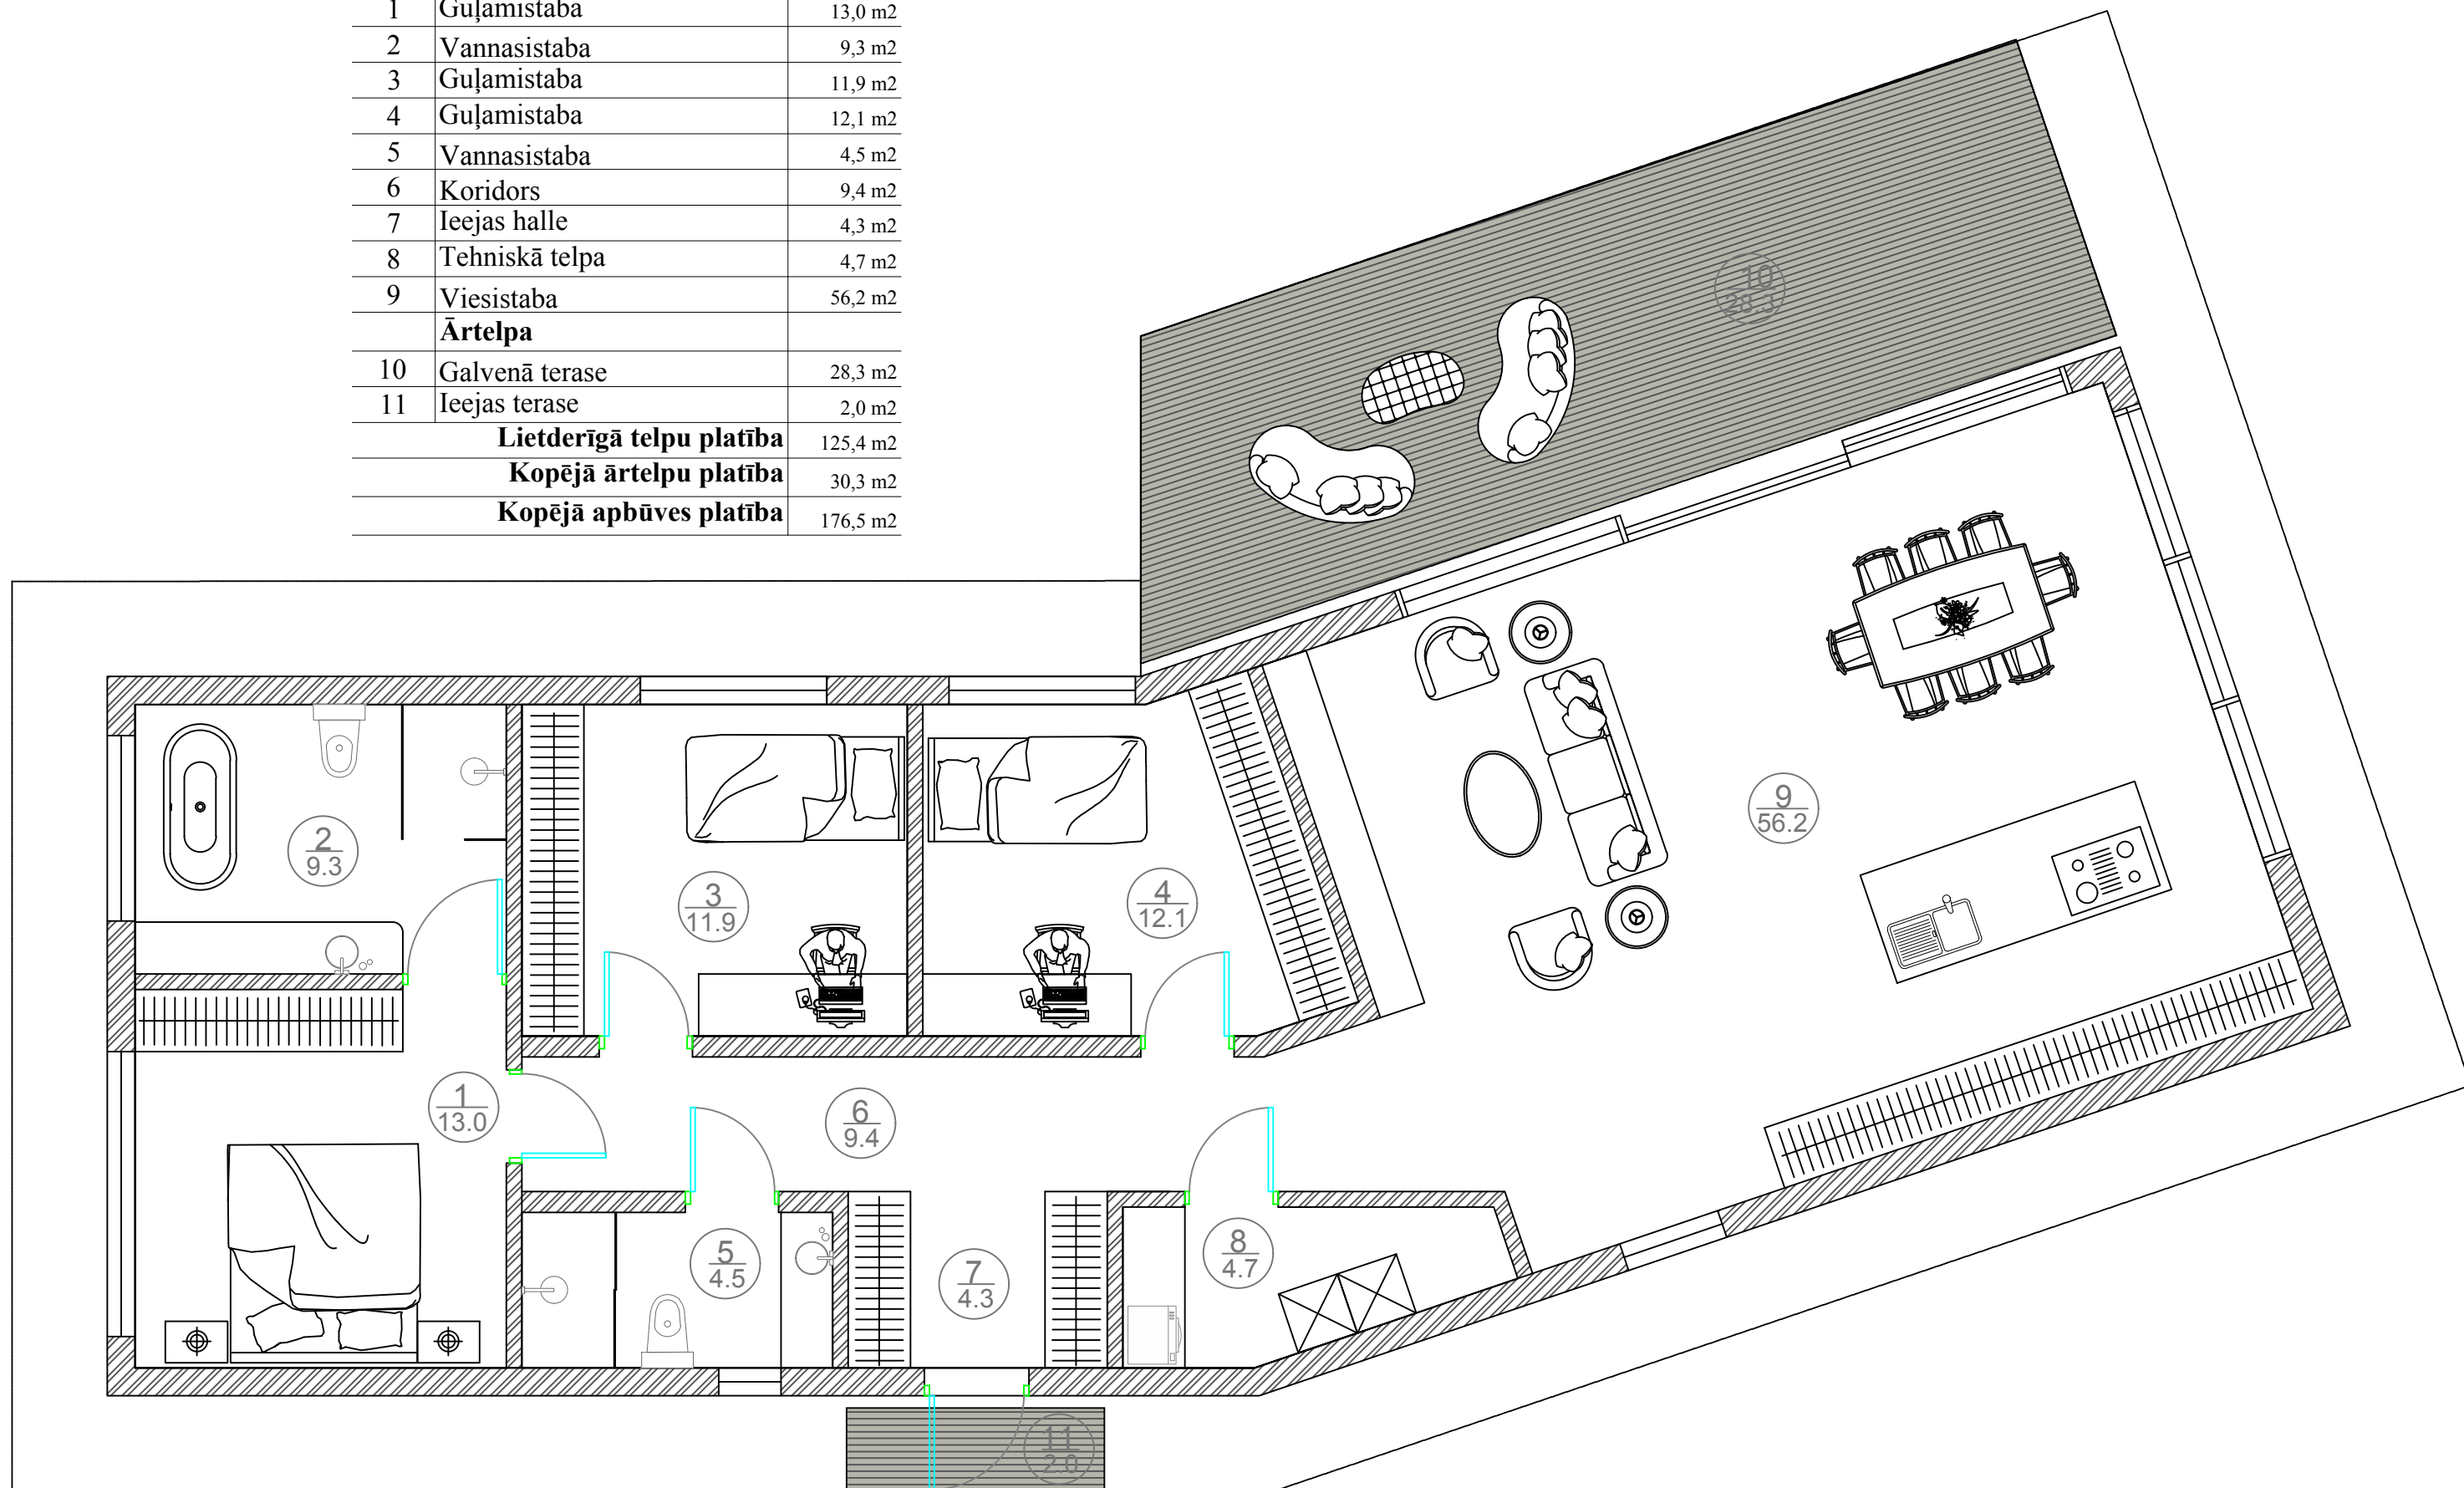 1 Guļamistaba 13,0 m2
2 Vannasistaba 9,3 m2
3 Guļamistaba 11,9 m2
4 Guļamistaba 12,1 m2
5 Vannasistaba 4,5 m2
6 Koridors 9,4 m2
7 Ieejas halle 4,3 m2
8 Tehniskā telpa 4,7 m2
9 Viesistaba 56,2 m2
Ārtelpa
10 Galvenā terase 28,3 m2
11 Ieejas terase 2,0 m2
Lietderīgā telpu platība 125,4 m2
Kopējā ārtelpu platība 30,3 m2
Kopējā apbūves platība 176,5 m2
10
28.3
9
56.2
2
9.3
3
11.9
4
12.1
1
13.0
6
9.4
5
4.5
7
4.3
8
4.7
11
2.0